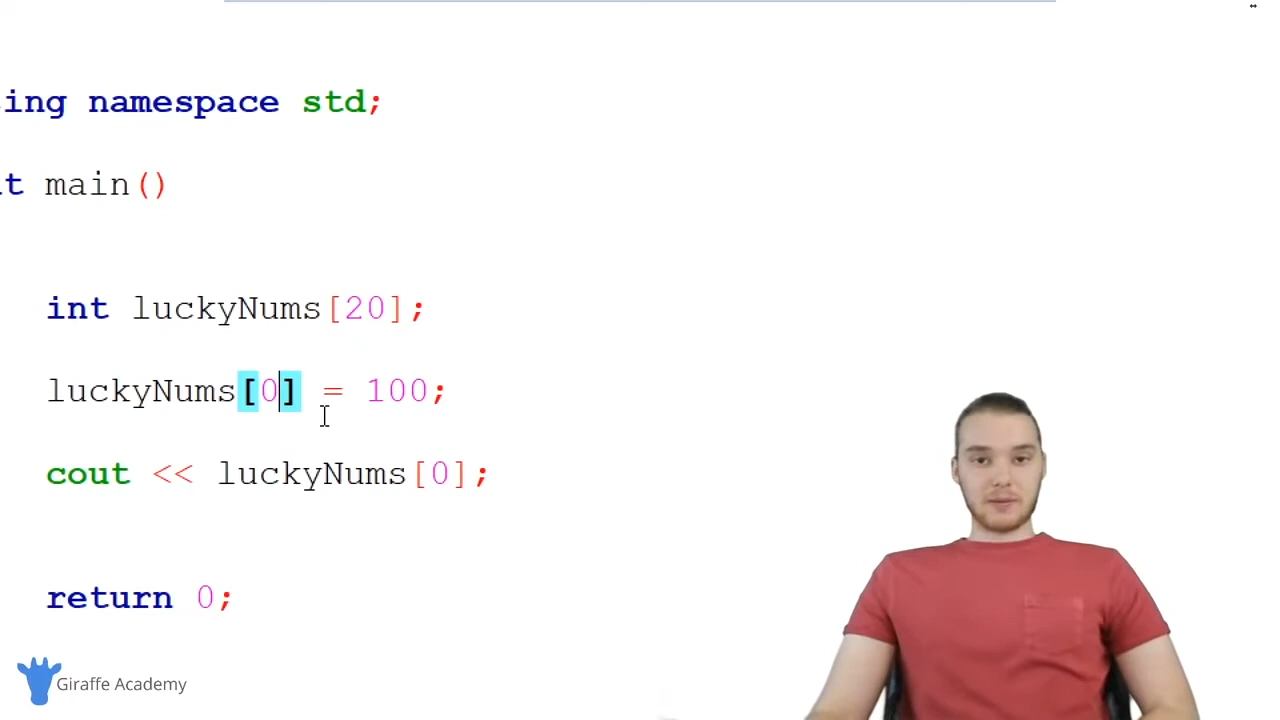 ing namespace std;
t main()
int luckyNums[20];
luckyNums[0] = 100;
cout << luckyNums[0];
return 0;
Giraffe Academy